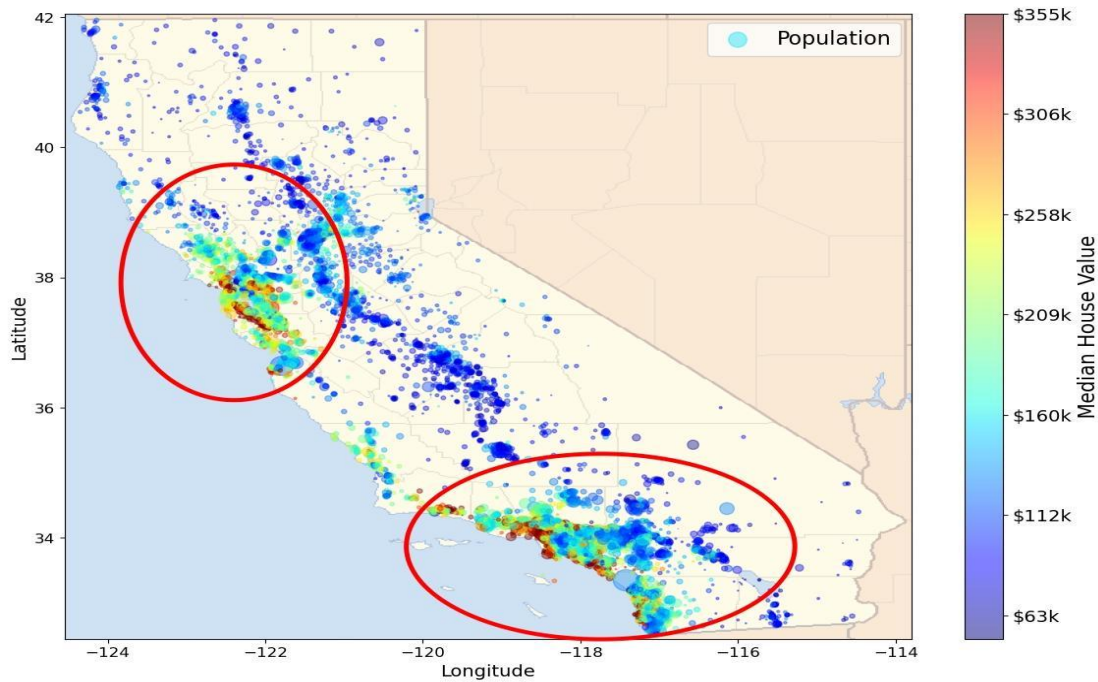 42
40
38
36
34
Latitude
−124
−122
−120
−118
−116
−114
Longitude
Population
$355k
$306k
$258k
$209k
$160k
$112k
$63k
Median House Value